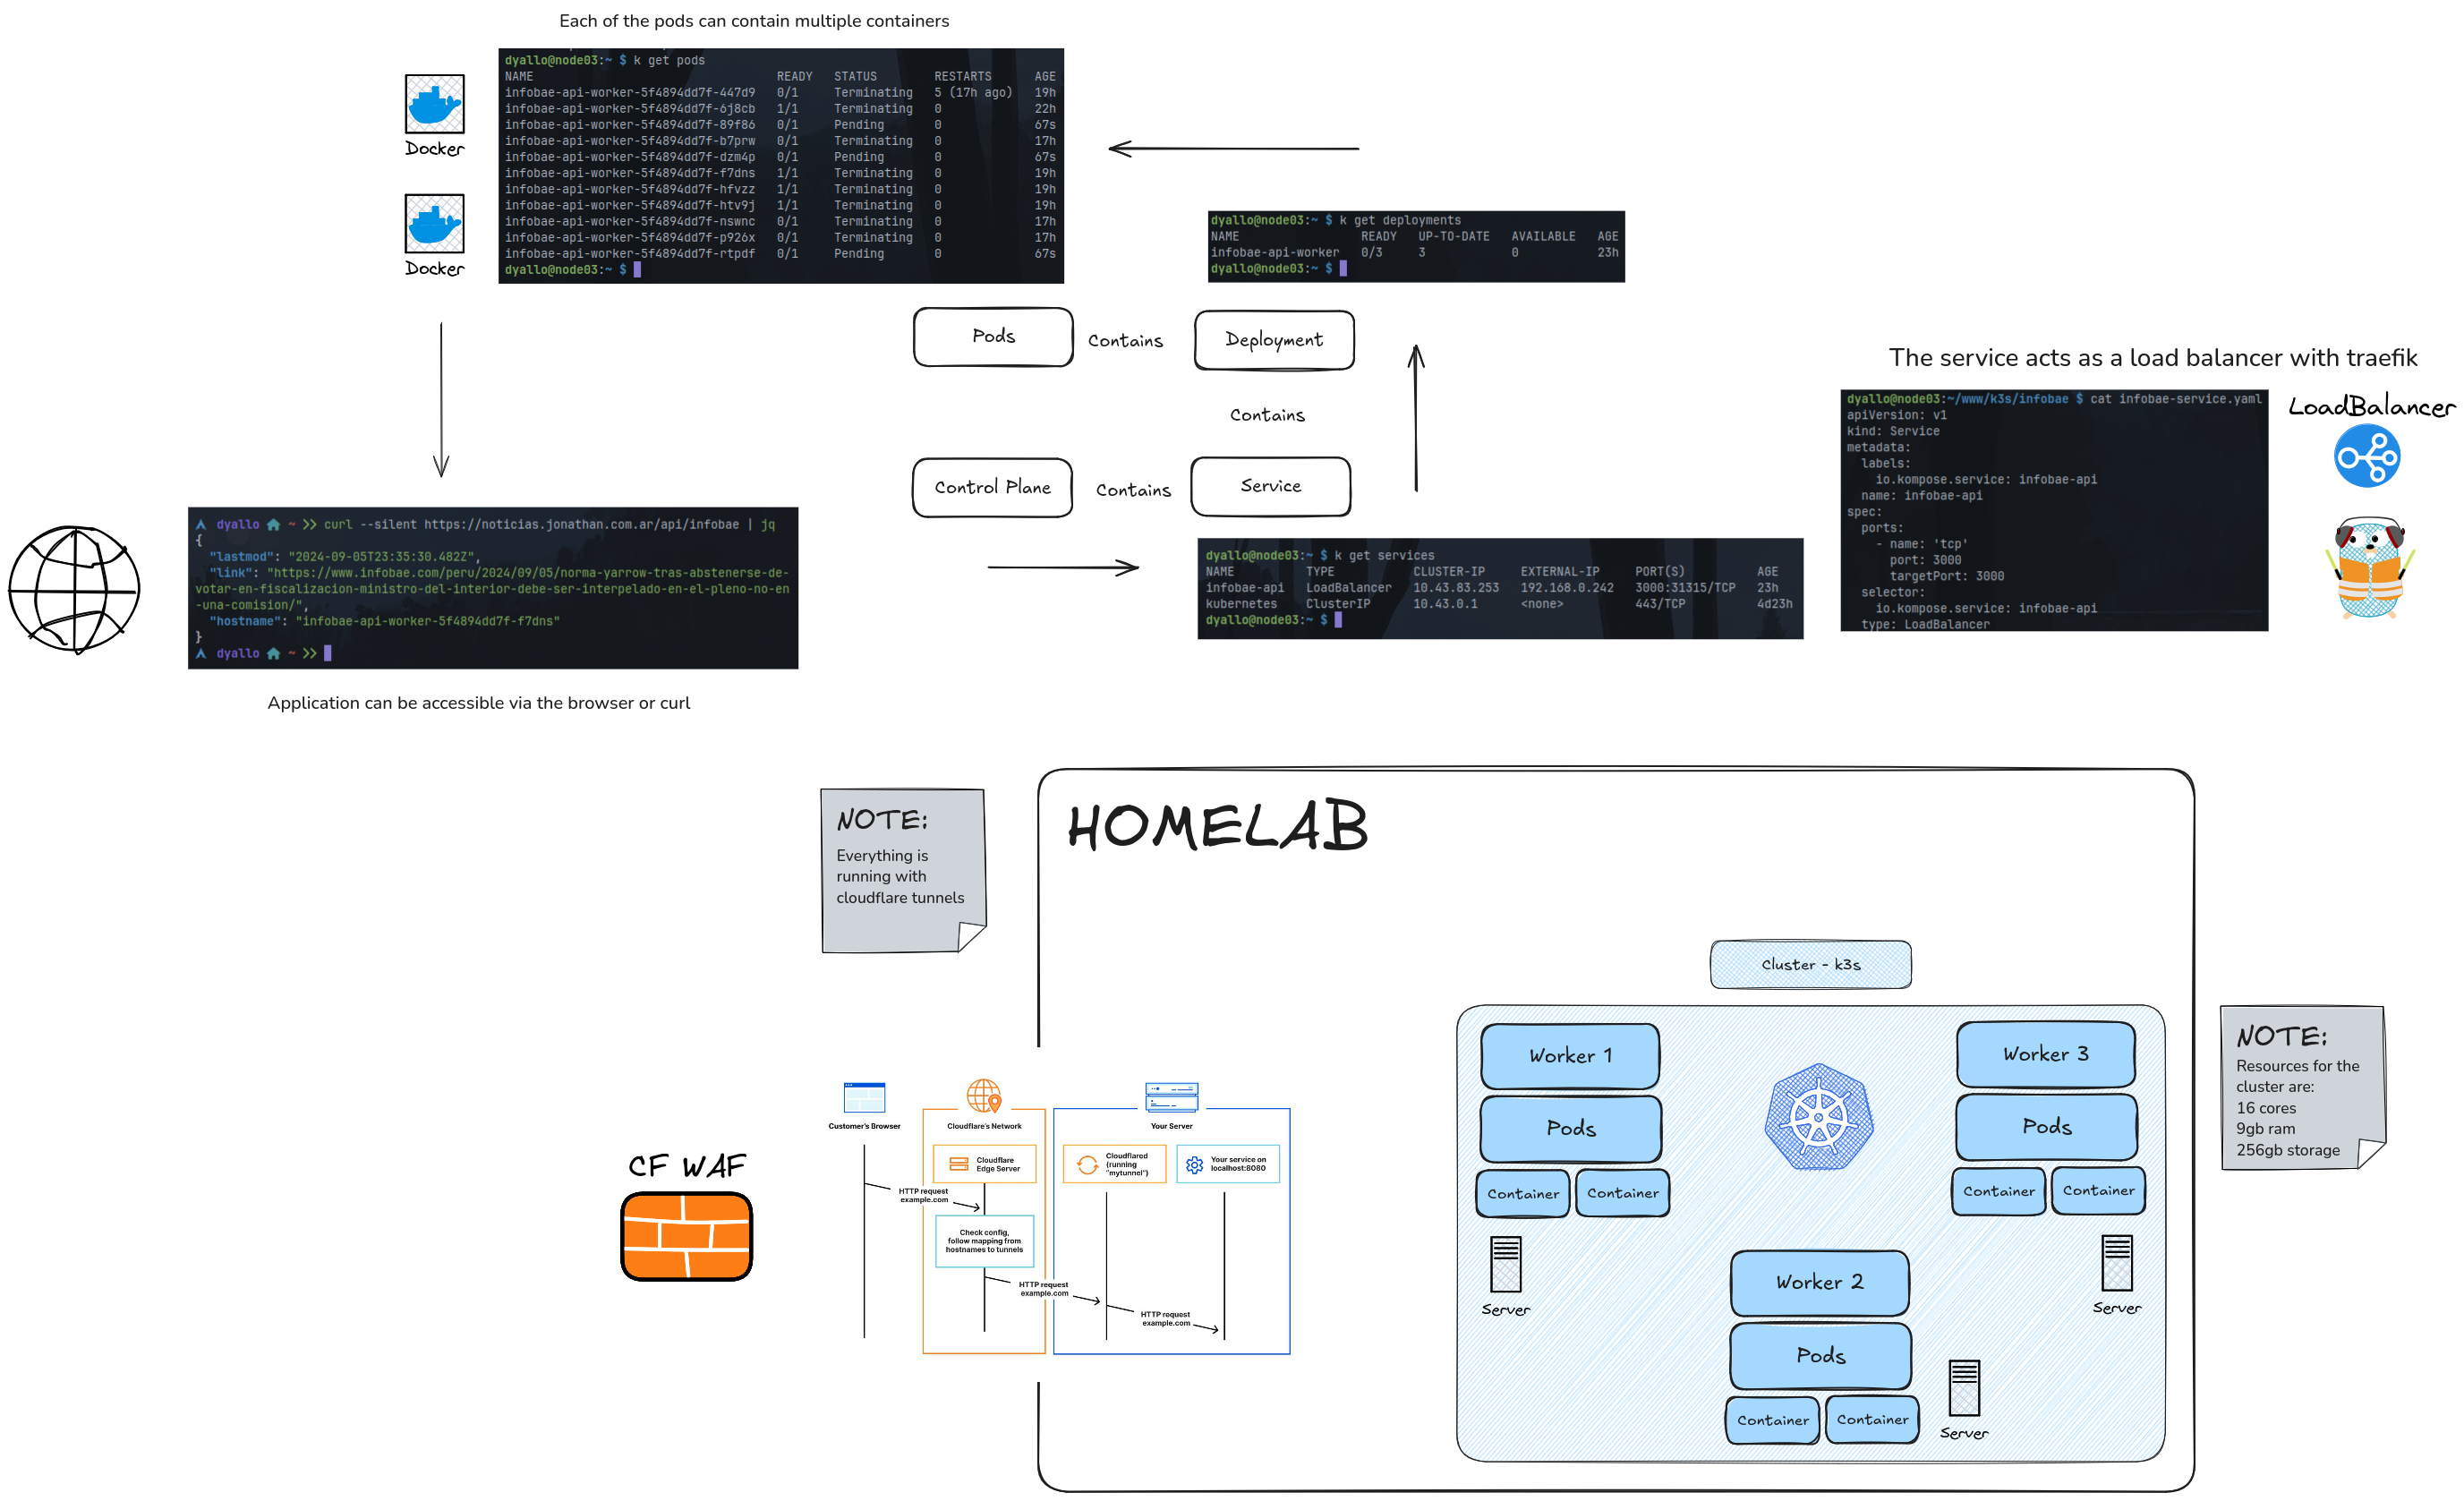 Each of the pods can contain multiple containers
Docker
Docker
dyallo@node03:~ $ k get pods
NAME READY STATUS RESTARTS AGE
infobae-api-worker-5f4894dd7f-447d9 0/1 Terminating 5 (17h ago) 19h
infobae-api-worker-5f4894dd7f-6j8cb 1/1 Terminating 0 22h
infobae-api-worker-5f4894dd7f-89f86 0/1 Pending 0 67s
infobae-api-worker-5f4894dd7f-b7prw 0/1 Terminating 0 17h
infobae-api-worker-5f4894dd7f-dzm4p 0/1 Pending 0 67s
infobae-api-worker-5f4894dd7f-f7dns 1/1 Terminating 0 19h
infobae-api-worker-5f4894dd7f-hfvzz 1/1 Terminating 0 19h
infobae-api-worker-5f4894dd7f-htv9j 1/1 Terminating 0 19h
infobae-api-worker-5f4894dd7f-nswnc 0/1 Terminating 0 17h
infobae-api-worker-5f4894dd7f-p926x 0/1 Terminating 0 17h
infobae-api-worker-5f4894dd7f-rtpdf 0/1 Pending 0 67s
dyallo@node03:~ $
dyallo@node03:~ $ k get deployments
NAME READY UP-TO-DATE AVAILABLE AGE
infobae-api-worker 0/3 3 0 23h
dyallo@node03:~ $
Pods
Contains
Deployment
Contains
Control Plane
Contains
Service
The service acts as a load balancer with traefik
dyallo@node03:~/www/k3s/infobae $ cat infobae-service.yaml
apiVersion: v1
kind: Service
metadata:
labels:
io.kompose.service: infobae-api
name: infobae-api
spec:
ports:
- name: 'tcp'
port: 3000
targetPort: 3000
selector:
io.kompose.service: infobae-api
type: LoadBalancer
LoadBalancer
dyallo ~ >> curl --silent https://noticias.jonathan.com.ar/api/infobae | jq
{
"lastmod": "2024-09-05T23:35:30.482Z",
"link": "https://www.infobae.com/peru/2024/09/05/norma-yarrow-tras-abstenerse-de-
votar-en-fiscalizacion-ministro-del-interior-debe-ser-interpelado-en-el-pleno-no-en
-una-comision/",
"hostname": "infobae-api-worker-5f4894dd7f-f7dns"
}
dyallo ~ >>
Application can be accessible via the browser or curl
dyallo@node03:~ $ k get services
NAME TYPE CLUSTER-IP EXTERNAL-IP PORT(S) AGE
infobae-api LoadBalancer 10.43.83.253 192.168.0.242 3000:31315/TCP 23h
kubernetes ClusterIP 10.43.0.1 <none> 443/TCP 4d23h
dyallo@node03:~ $
NOTE:
Everything is
running with
cloudflare tunnels
HOMELAB
CF WAF
Customer's Browser
Cloudflare's Network
Your Server
Cloudflare
Edge Server
Cloudflared
(running
"mytunnel")
Your service on
localhost:8080
HTTP request
example.com
Check config,
follow mapping from
hostnames to tunnels
HTTP request
example.com
HTTP request
example.com
Cluster - k3s
Worker 1
Pods
Container
Container
Server
Worker 3
Pods
Container
Container
Server
Worker 2
Pods
Container
Container
Server
NOTE:
Resources for the
cluster are:
16 cores
9gb ram
256gb storage